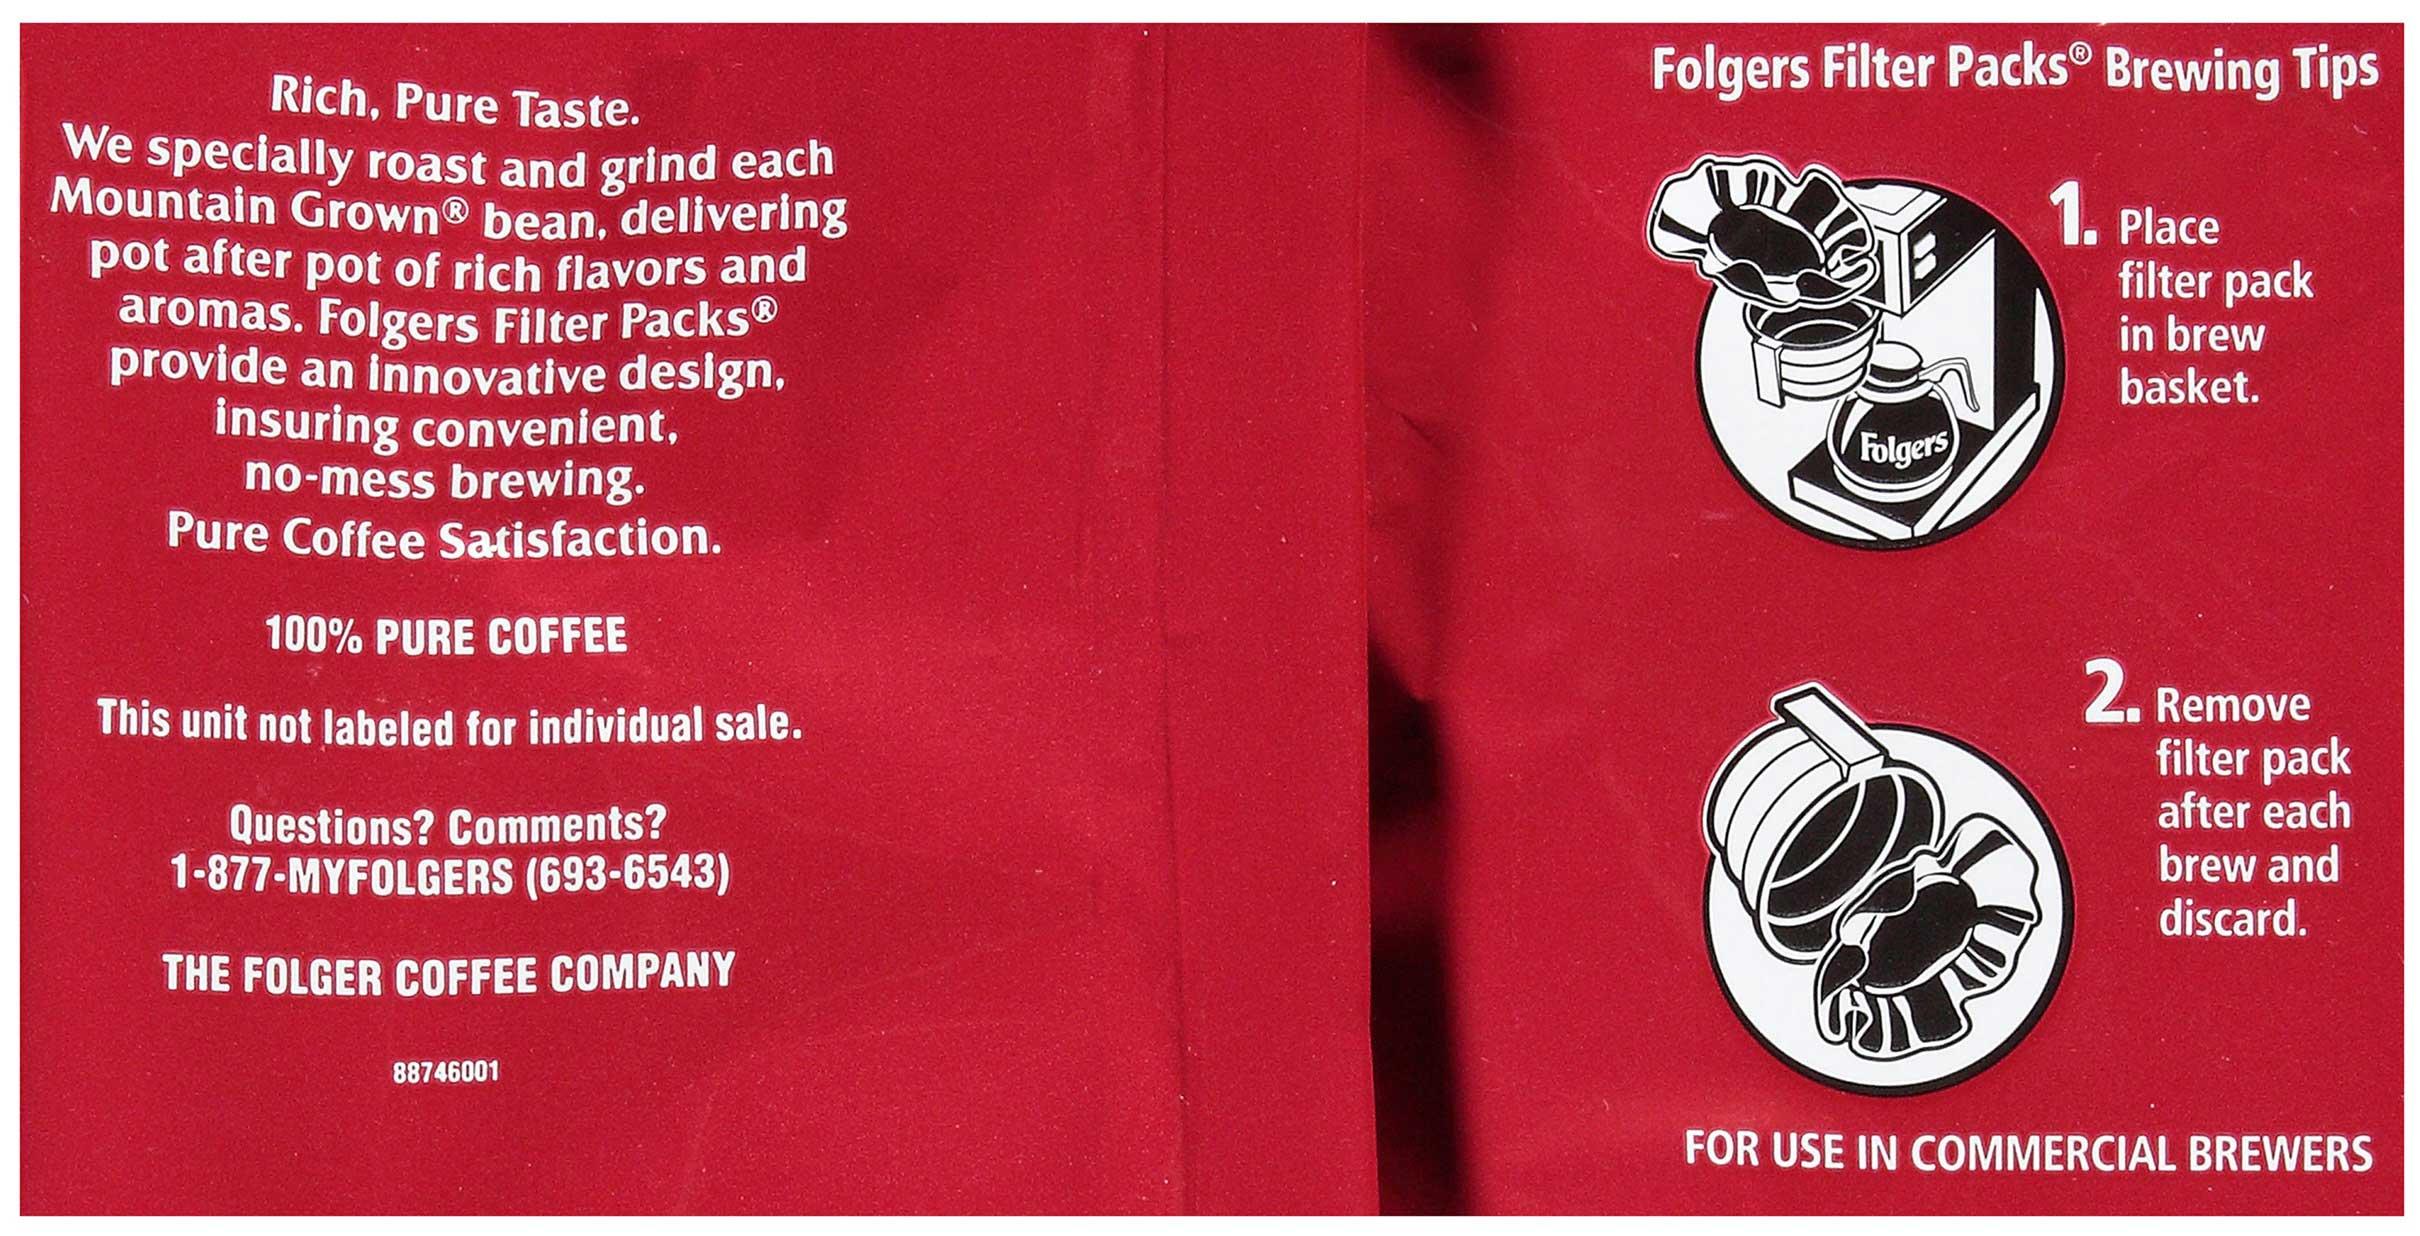 Rich, Pure Taste.
We specially roast and grind each
Mountain Grown® bean, delivering
pot after pot of rich flavors and
aromas. Folgers Filter Packs®
provide an innovative design,
insuring convenient,
no-mess brewing.
Pure Coffee Satisfaction.
100% PURE COFFEE
This unit not labeled for individual sale.
Questions? Comments?
1-877-MYFOLGERS (693-6543)
THE FOLGER COFFEE COMPANY
88746001
Folgers Filter Packs® Brewing Tips
1. Place
filter pack
in brew
basket.
Folgers
2. Remove
filter pack
after each
brew and
discard.
FOR USE IN COMMERCIAL BREWERS